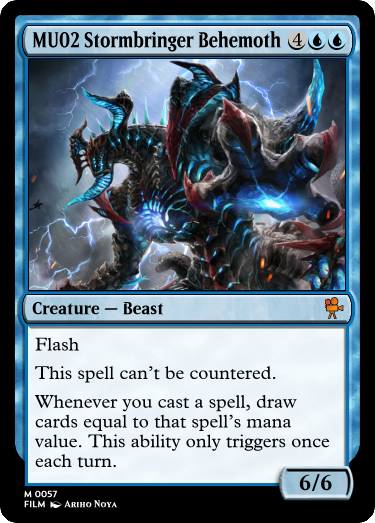 MU02 Stormbringer Behemoth 4
Creature — Beast
Flash
This spell can't be countered.
Whenever you cast a spell, draw
cards equal to that spell's mana
value. This ability only triggers once
each turn.
6/6
M 0057
FILM Ariho Noya